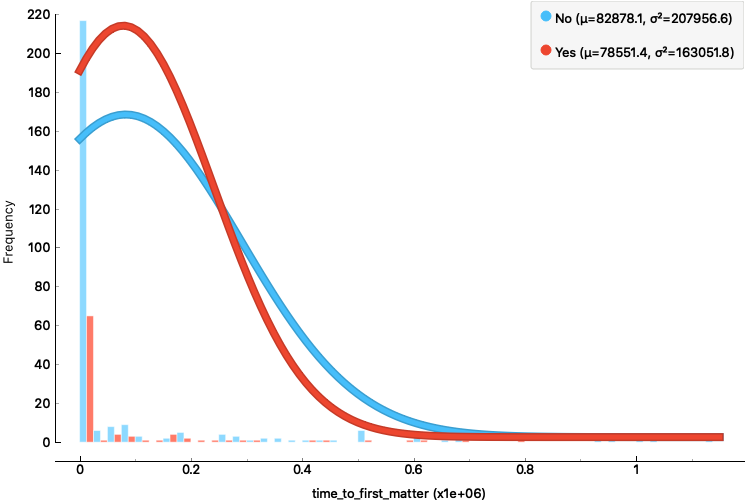 No (μ=82878.1, σ²=207956.6)
Yes (μ=78551.4, σ²=163051.8)
220
200
180
160
140
120
100
80
60
40
20
0
Frequency
0 0.2 0.4 0.6 0.8 1
time_to_first_matter (x1e+06)